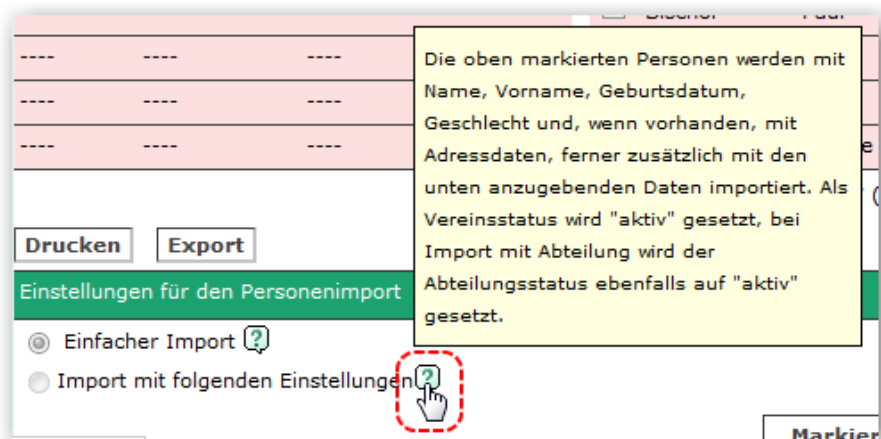 ---- ---- ----
---- ---- ----
---- ---- ----
Die oben markierten Personen werden mit
Name, Vorname, Geburtsdatum,
Geschlecht und, wenn vorhanden, mit
Adressdaten, ferner zusätzlich mit den
unten anzugebenden Daten importiert. Als
Vereinsstatus wird "aktiv" gesetzt, bei
Import mit Abteilung wird der
Abteilungsstatus ebenfalls auf "aktiv"
gesetzt.
Drucken Export
Einstellungen für den Personenimport
Einfacher Import ?
Import mit folgenden Einstellungen ?